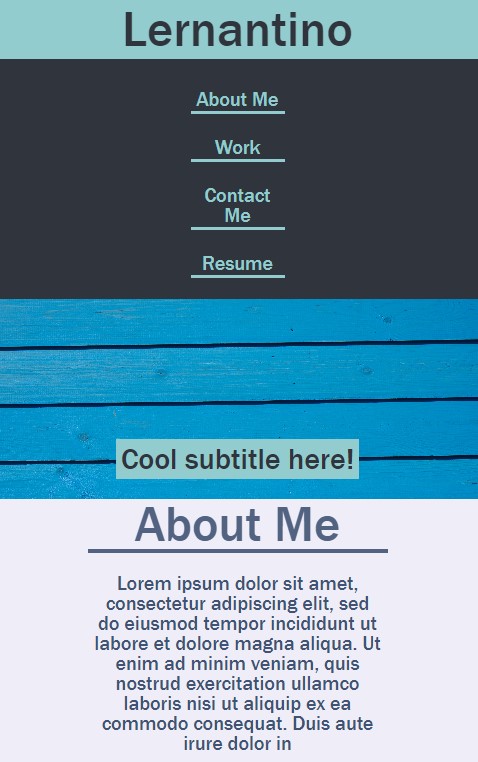 Lernantino
About Me
Work
Contact
Me
Resume
Cool subtitle here!
About Me
Lorem ipsum dolor sit amet,
consectetur adipiscing elit, sed
do eiusmod tempor incididunt ut
labore et dolore magna aliqua. Ut
enim ad minim veniam, quis
nostrud exercitation ullamco
laboris nisi ut aliquip ex ea
commodo consequat. Duis aute
irure dolor in